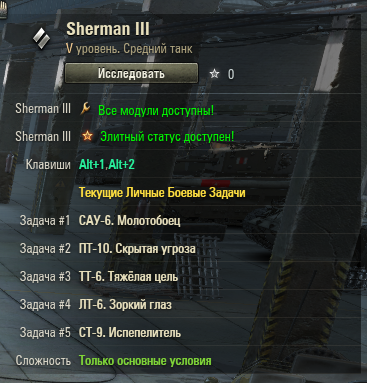 Sherman III
V уровень. Средний танк
Исследовать 0
Sherman III Все модули доступны!
Sherman III Элитный статус доступен!
Клавиши Alt+1,Alt+2
Текущие Личные Боевые Задачи
Задача #1 САУ-6. Молотобоец
Задача #2 ПТ-10. Скрытая угроза
Задача #3 ТТ-6. Тяжёлая цель
Задача #4 ЛТ-6. Зоркий глаз
Задача #5 СТ-9. Испепелитель
Сложность Только основные условия